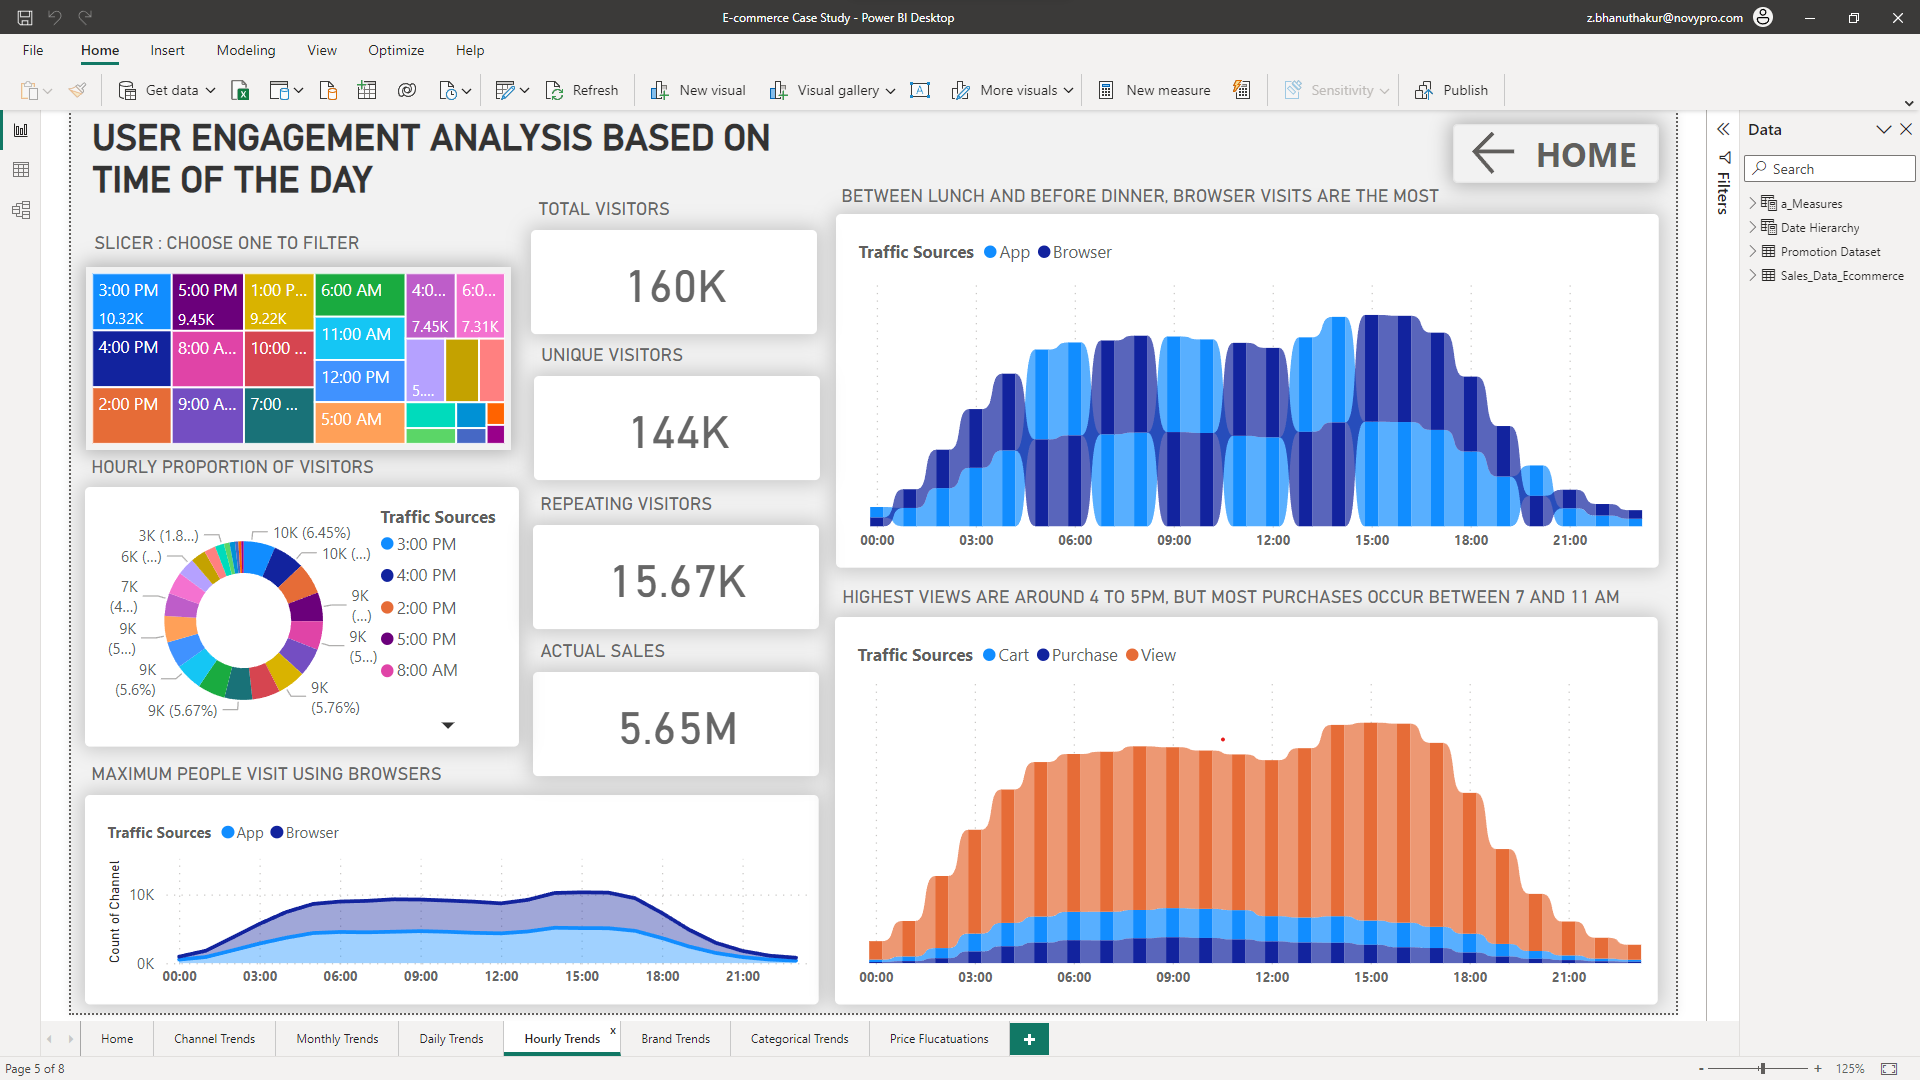 E-commerce Case Study - Power BI Desktop
z.bhanuthakur@novypro.com
File Home Insert Modeling View Optimize Help
Get data
Refresh
New visual
Visual gallery
A
More visuals
New measure
Sensitivity
Publish
USER ENGAGEMENT ANALYSIS BASED ON
TIME OF THE DAY
HOME
SLICER : CHOOSE ONE TO FILTER
3:00 PM
10.32K
5:00 PM
9.45K
1:00 P...
9.22K
6:00 AM
4:0...
7.45K
6:0...
7.31K
4:00 PM
8:00 A...
10:00 ...
11:00 AM
12:00 PM
5....
2:00 PM
9:00 A...
7:00 ...
5:00 AM
HOURLY PROPORTION OF VISITORS
Traffic Sources
3:00 PM
4:00 PM
2:00 PM
5:00 PM
8:00 AM
10K (6.45%)
10K (...)
9K
(...)
9K
(5...)
9K
(5.76%)
9K (5.67%)
9K
(5.6%)
9K
(5...)
7K
(4...)
6K (...)
3K (1.8...)
TOTAL VISITORS
160K
UNIQUE VISITORS
144K
REPEATING VISITORS
15.67K
ACTUAL SALES
5.65M
MAXIMUM PEOPLE VISIT USING BROWSERS
Traffic Sources App Browser
Count of Channel
10K
0K
00:00 03:00 06:00 09:00 12:00 15:00 18:00 21:00
BETWEEN LUNCH AND BEFORE DINNER, BROWSER VISITS ARE THE MOST
Traffic Sources App Browser
00:00 03:00 06:00 09:00 12:00 15:00 18:00 21:00
HIGHEST VIEWS ARE AROUND 4 TO 5PM, BUT MOST PURCHASES OCCUR BETWEEN 7 AND 11 AM
Traffic Sources Cart Purchase View
00:00 03:00 06:00 09:00 12:00 15:00 18:00 21:00
Filters
Data
Search
a_Measures
Date Hierarchy
Promotion Dataset
Sales_Data_Ecommerce
Home Channel Trends Monthly Trends Daily Trends Hourly Trends x Brand Trends Categorical Trends Price Flucatuations +
Page 5 of 8
- + 125%